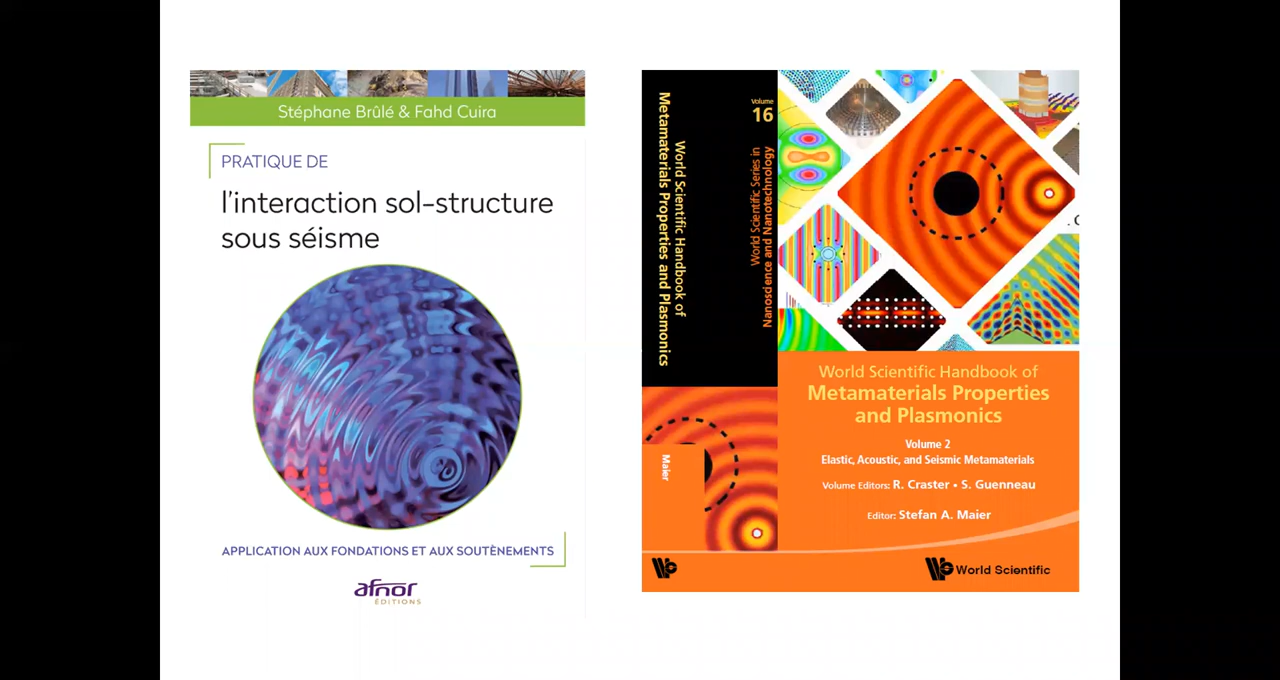 Stéphane Brûlé & Fahd Cuira
PRATIQUE DE
l'interaction sol-structure
sous séisme
APPLICATION AUX FONDATIONS ET AUX SOUTÈNEMENTS
afnor
ÉDITIONS
World Scientific Handbook of
Metamaterials Properties and Plasmonics
Volume
16
World Scientific Series in
Nanoscience and Nanotechnology
Maier
World Scientific Handbook of
Metamaterials Properties
and Plasmonics
Volume 2
Elastic, Acoustic, and Seismic Metamaterials
Volume Editors: R. Craster • S. Guenneau
Editor: Stefan A. Maier
World Scientific